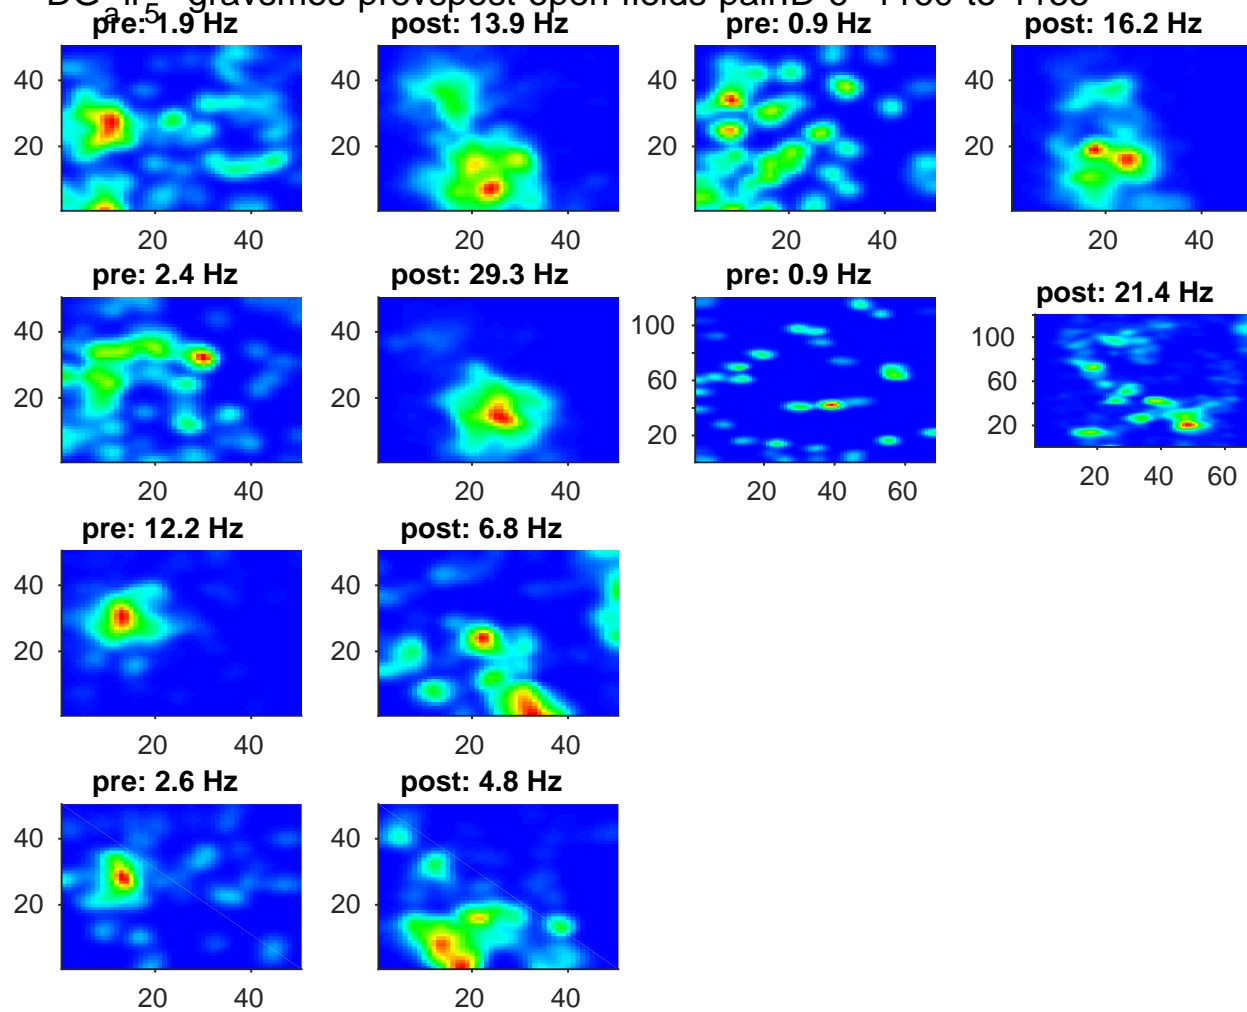 pre: 1.9 Hz post: 13.9 Hz pre: 0.9 Hz post: 16.2 Hz
40 40 40 40
20 20 20 20
20 40 20 40 20 40 20 40
pre: 2.4 Hz post: 29.3 Hz pre: 0.9 Hz post: 21.4 Hz
40 40 100 100
60 60
20 20 20 20
20 40 20 40 20 40 60 20 40 60
pre: 12.2 Hz post: 6.8 Hz
40 40
20 20
20 40 20 40
pre: 2.6 Hz post: 4.8 Hz
40 40
20 20
20 40 20 40